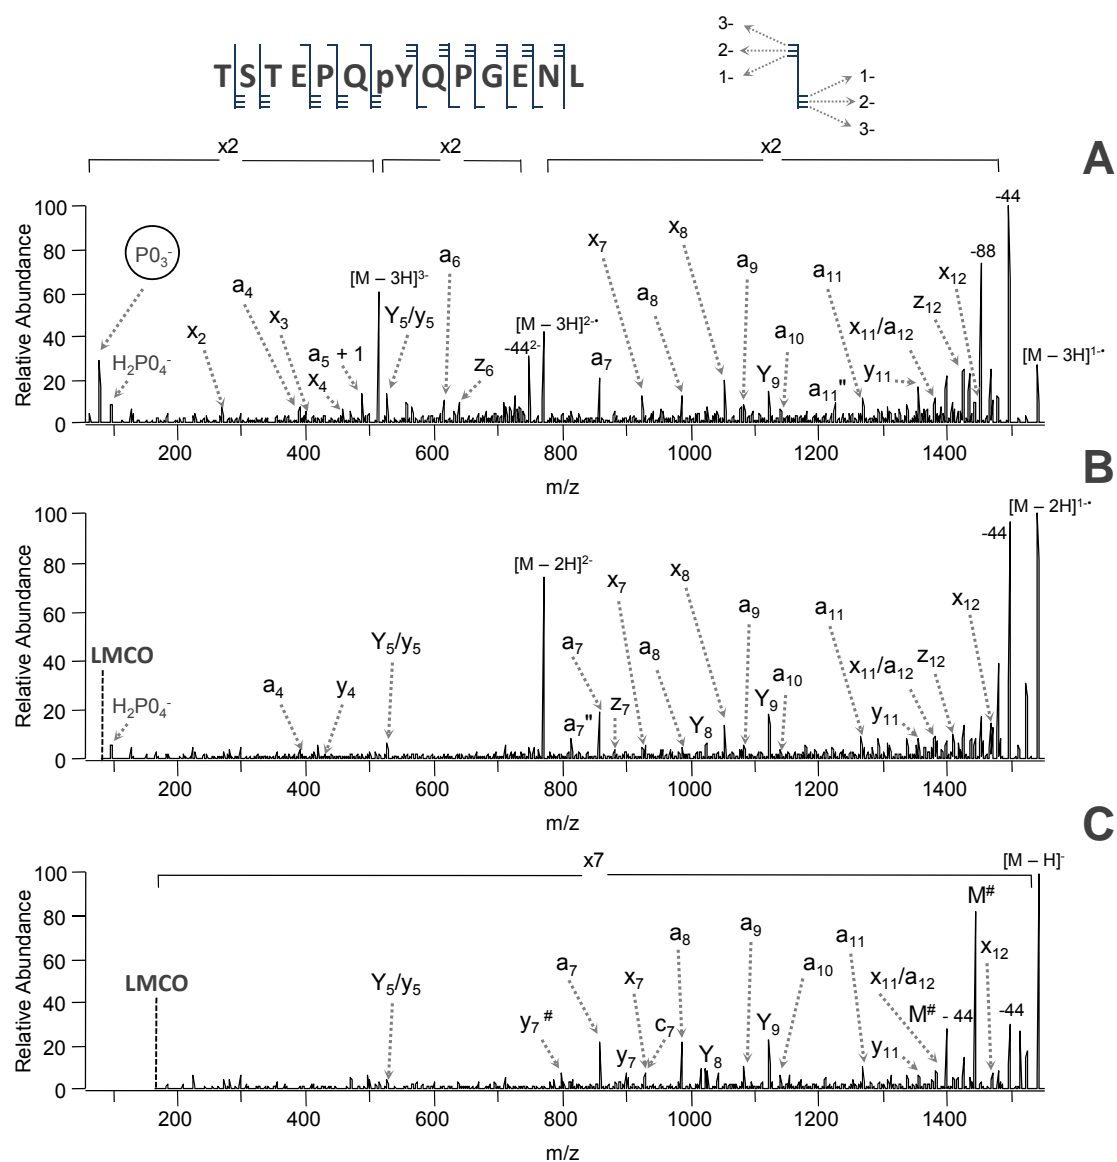 3-
2-
1-
1-
2-
3-
TSTEPQpYQPGENL
x2 x2 x2
A
Relative Abundance
100
80
60
40
20
0
P0₃⁻
H₂P0₄⁻
x₂
a₄
x₃
a₅ + 1
x₄
[M – 3H]³⁻
Y₅/y₅
a₆
z₆
-44²⁻
[M – 3H]²⁻•
a₇
x₇
a₈
x₈
a₉
Y₉
a₁₀
a₁₁"
a₁₁
x₁₁/a₁₂
y₁₁
z₁₂
x₁₂
-88
-44
[M – 3H]¹⁻•
200 400 600 800 1000 1200 1400
m/z
B
Relative Abundance
100
80
60
40
20
0
LMCO
H₂P0₄⁻
a₄
y₄
Y₅/y₅
[M – 2H]²⁻
a₇
a₇"
z₇
x₇
a₈
x₈
Y₈
a₉
Y₉
a₁₀
a₁₁
x₁₁/a₁₂
y₁₁
z₁₂
x₁₂
-44
[M – 2H]¹⁻•
200 400 600 800 1000 1200 1400
m/z
C
x7
Relative Abundance
100
80
60
40
20
0
LMCO
Y₅/y₅
y₇ #
a₇
y₇
x₇
c₇
a₈
Y₈
a₉
Y₉
a₁₀
a₁₁
x₁₁/a₁₂
y₁₁
M#
- 44
M#
x₁₂
-44
[M – H]⁻
200 400 600 800 1000 1200 1400
m/z